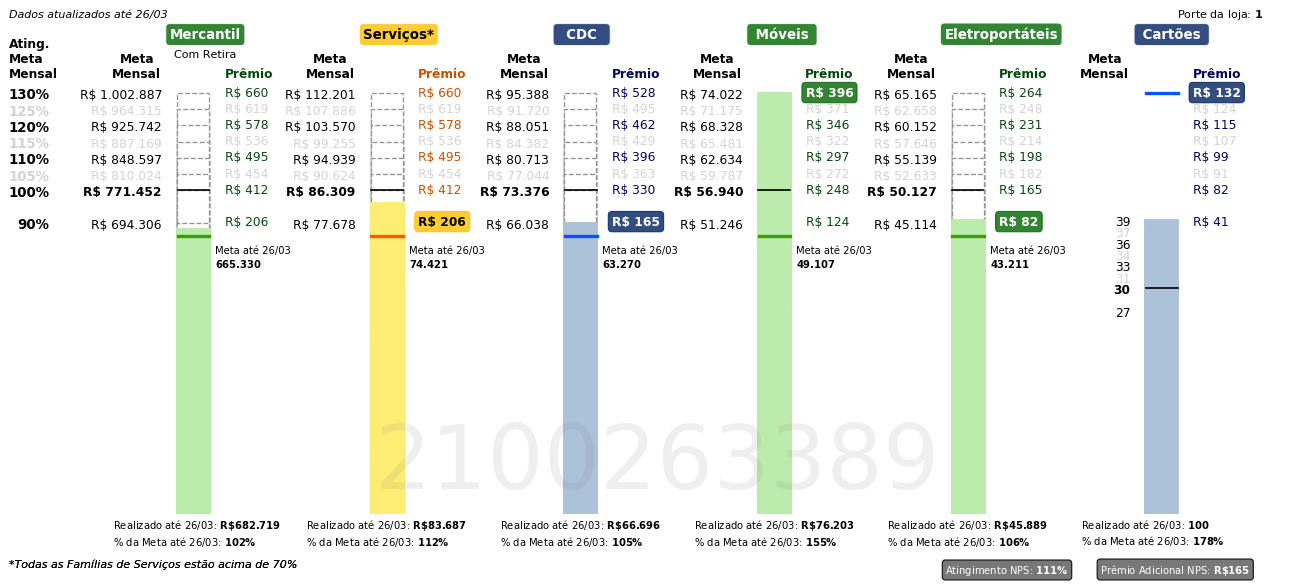 Dados atualizados até 26/03
Porte da loja: 1
Mercantil Serviços* CDC Móveis Eletroportáteis Cartões
Com Retira
Ating. Meta Mensal
Meta Mensal Prêmio Meta Mensal Prêmio Meta Mensal Prêmio Meta Mensal Prêmio Meta Mensal Prêmio Meta Mensal Prêmio
130% R$ 1.002.887 R$ 660 R$ 112.201 R$ 660 R$ 95.388 R$ 528 R$ 74.022 R$ 396 R$ 65.165 R$ 264 R$ 132
125% R$ 964.315 R$ 619 R$ 107.886 R$ 619 R$ 91.720 R$ 495 R$ 71.175 R$ 371 R$ 62.658 R$ 248 R$ 124
120% R$ 925.742 R$ 578 R$ 103.570 R$ 578 R$ 88.051 R$ 462 R$ 68.328 R$ 346 R$ 60.152 R$ 231 R$ 115
115% R$ 887.169 R$ 536 R$ 99.255 R$ 536 R$ 84.382 R$ 429 R$ 65.481 R$ 322 R$ 57.646 R$ 214 R$ 107
110% R$ 848.597 R$ 495 R$ 94.939 R$ 495 R$ 80.713 R$ 396 R$ 62.634 R$ 297 R$ 55.139 R$ 198 R$ 99
105% R$ 810.024 R$ 454 R$ 90.624 R$ 454 R$ 77.044 R$ 363 R$ 59.787 R$ 272 R$ 52.633 R$ 182 R$ 91
100% R$ 771.452 R$ 412 R$ 86.309 R$ 412 R$ 73.376 R$ 330 R$ 56.940 R$ 248 R$ 50.127 R$ 165 R$ 82
90% R$ 694.306 R$ 206 R$ 77.678 R$ 206 R$ 66.038 R$ 165 R$ 51.246 R$ 124 R$ 45.114 R$ 82 39 R$ 41
37
36
34
33
31
30
27
Meta até 26/03 Meta até 26/03 Meta até 26/03 Meta até 26/03 Meta até 26/03
665.330 74.421 63.270 49.107 43.211
2100263389
Realizado até 26/03: R$682.719 Realizado até 26/03: R$83.687 Realizado até 26/03: R$66.696 Realizado até 26/03: R$76.203 Realizado até 26/03: R$45.889 Realizado até 26/03: 100
% da Meta até 26/03: 102% % da Meta até 26/03: 112% % da Meta até 26/03: 105% % da Meta até 26/03: 155% % da Meta até 26/03: 106% % da Meta até 26/03: 178%
*Todas as Famílias de Serviços estão acima de 70%
Atingimento NPS: 111% Prêmio Adicional NPS: R$165